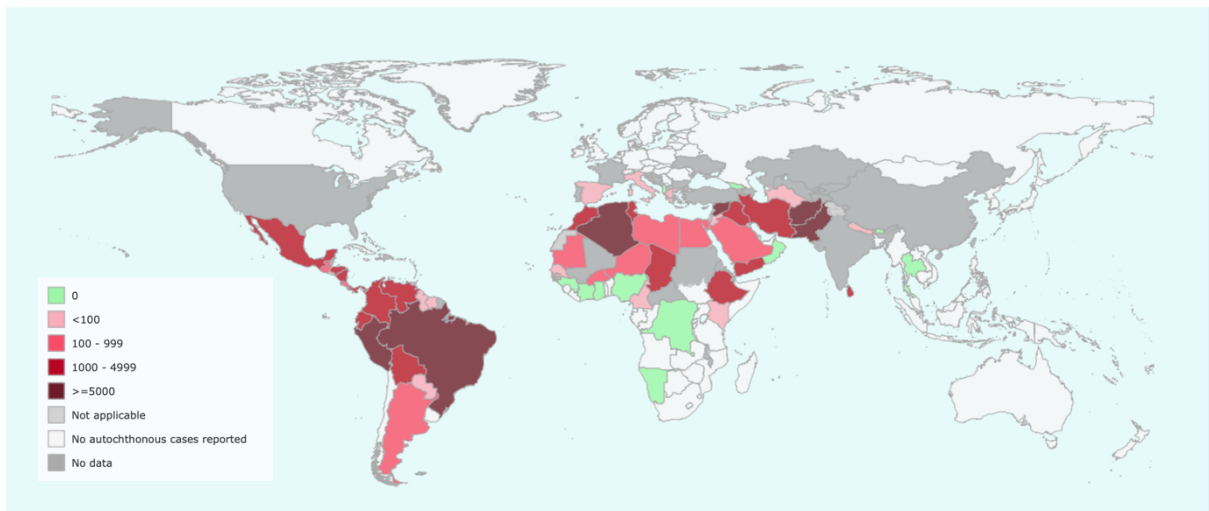 0
<100
100 - 999
1000 - 4999
>=5000
Not applicable
No autochthonous cases reported
No data